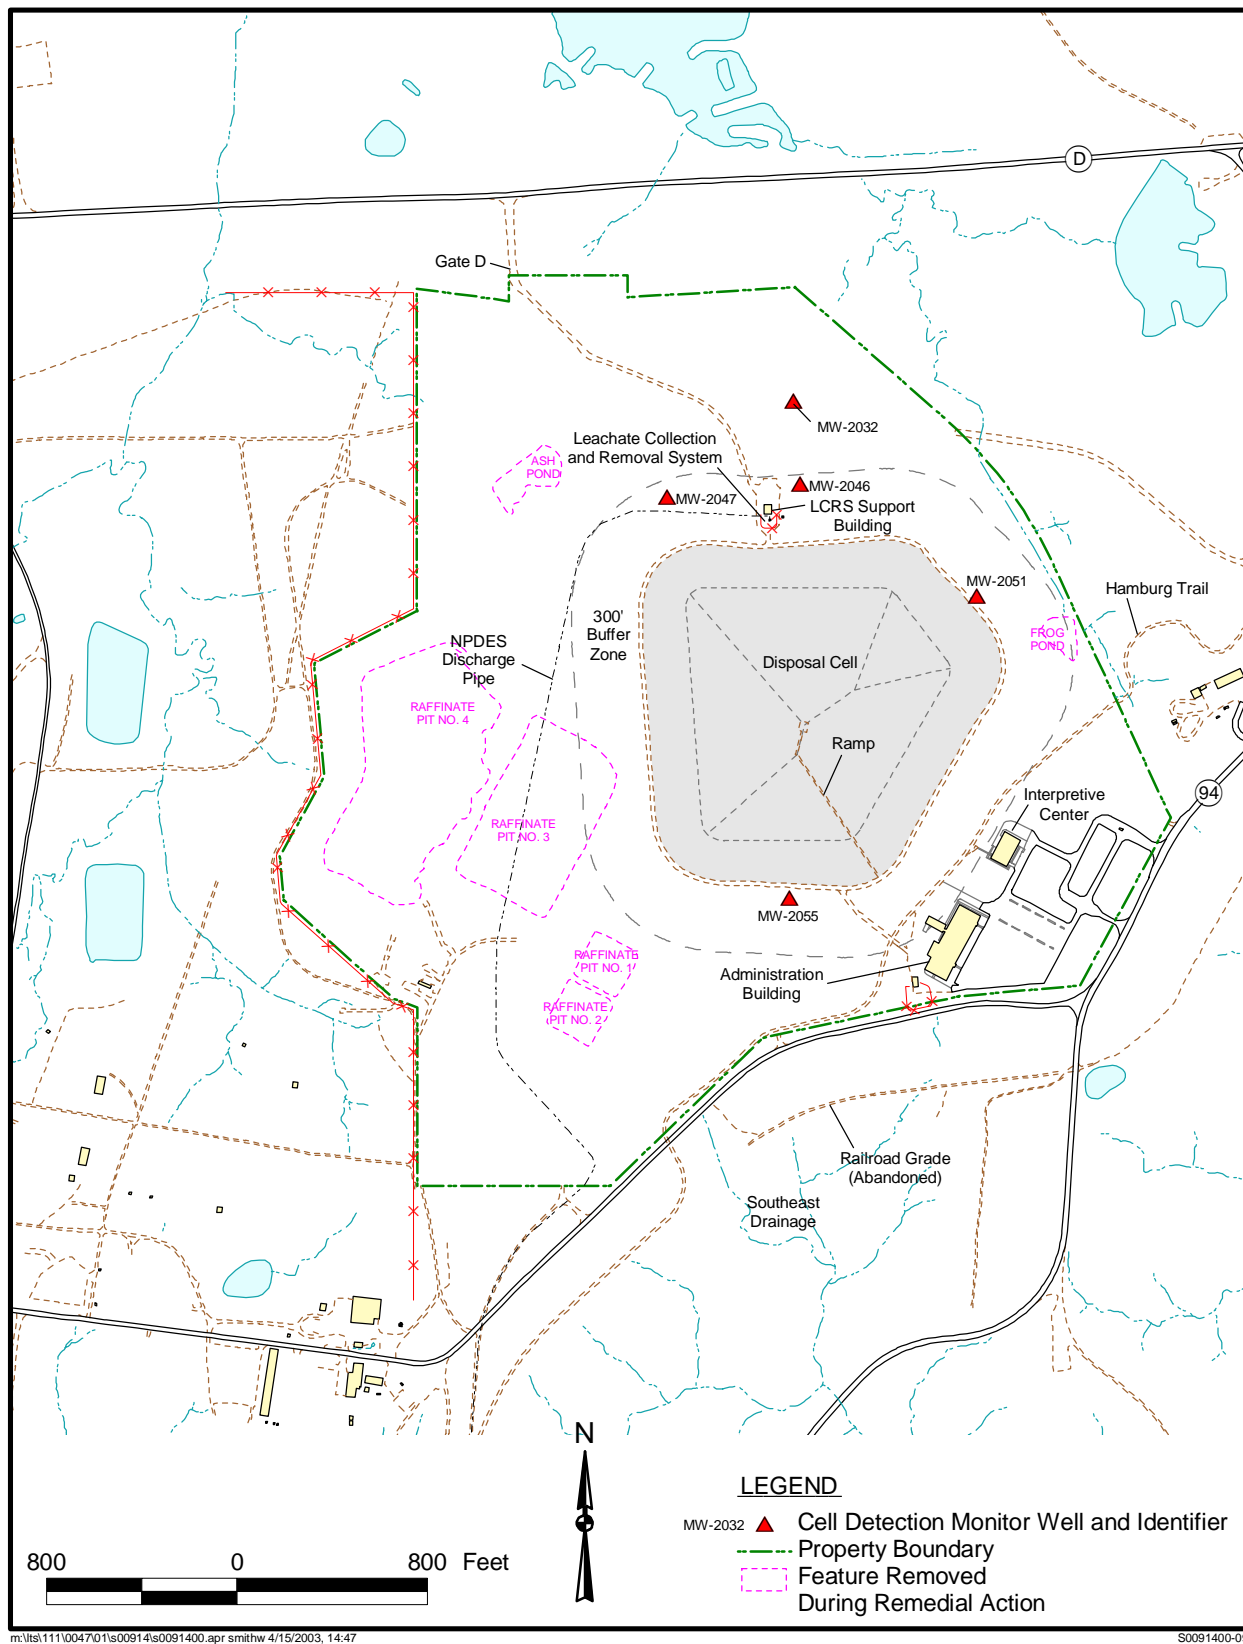 D
Gate D
MW-2032
Leachate Collection
and Removal System
ASH
POND
MW-2046
MW-2047
LCRS Support
Building
MW-2051
Hamburg Trail
300'
Buffer
Zone
FROG
POND
NPDES
Discharge
Pipe
Disposal Cell
RAFFINATE
PIT NO. 4
Ramp
94
Interpretive
Center
RAFFINATE
PIT NO. 3
MW-2055
RAFFINATE
PIT NO. 1
Administration
Building
RAFFINATE
PIT NO. 2
Railroad Grade
(Abandoned)
Southeast
Drainage
N
LEGEND
MW-2032 Cell Detection Monitor Well and Identifier
Property Boundary
Feature Removed
During Remedial Action
800 0 800 Feet
m:\lts\111\0047\01\s00914\s0091400.apr smithw 4/15/2003, 14:47